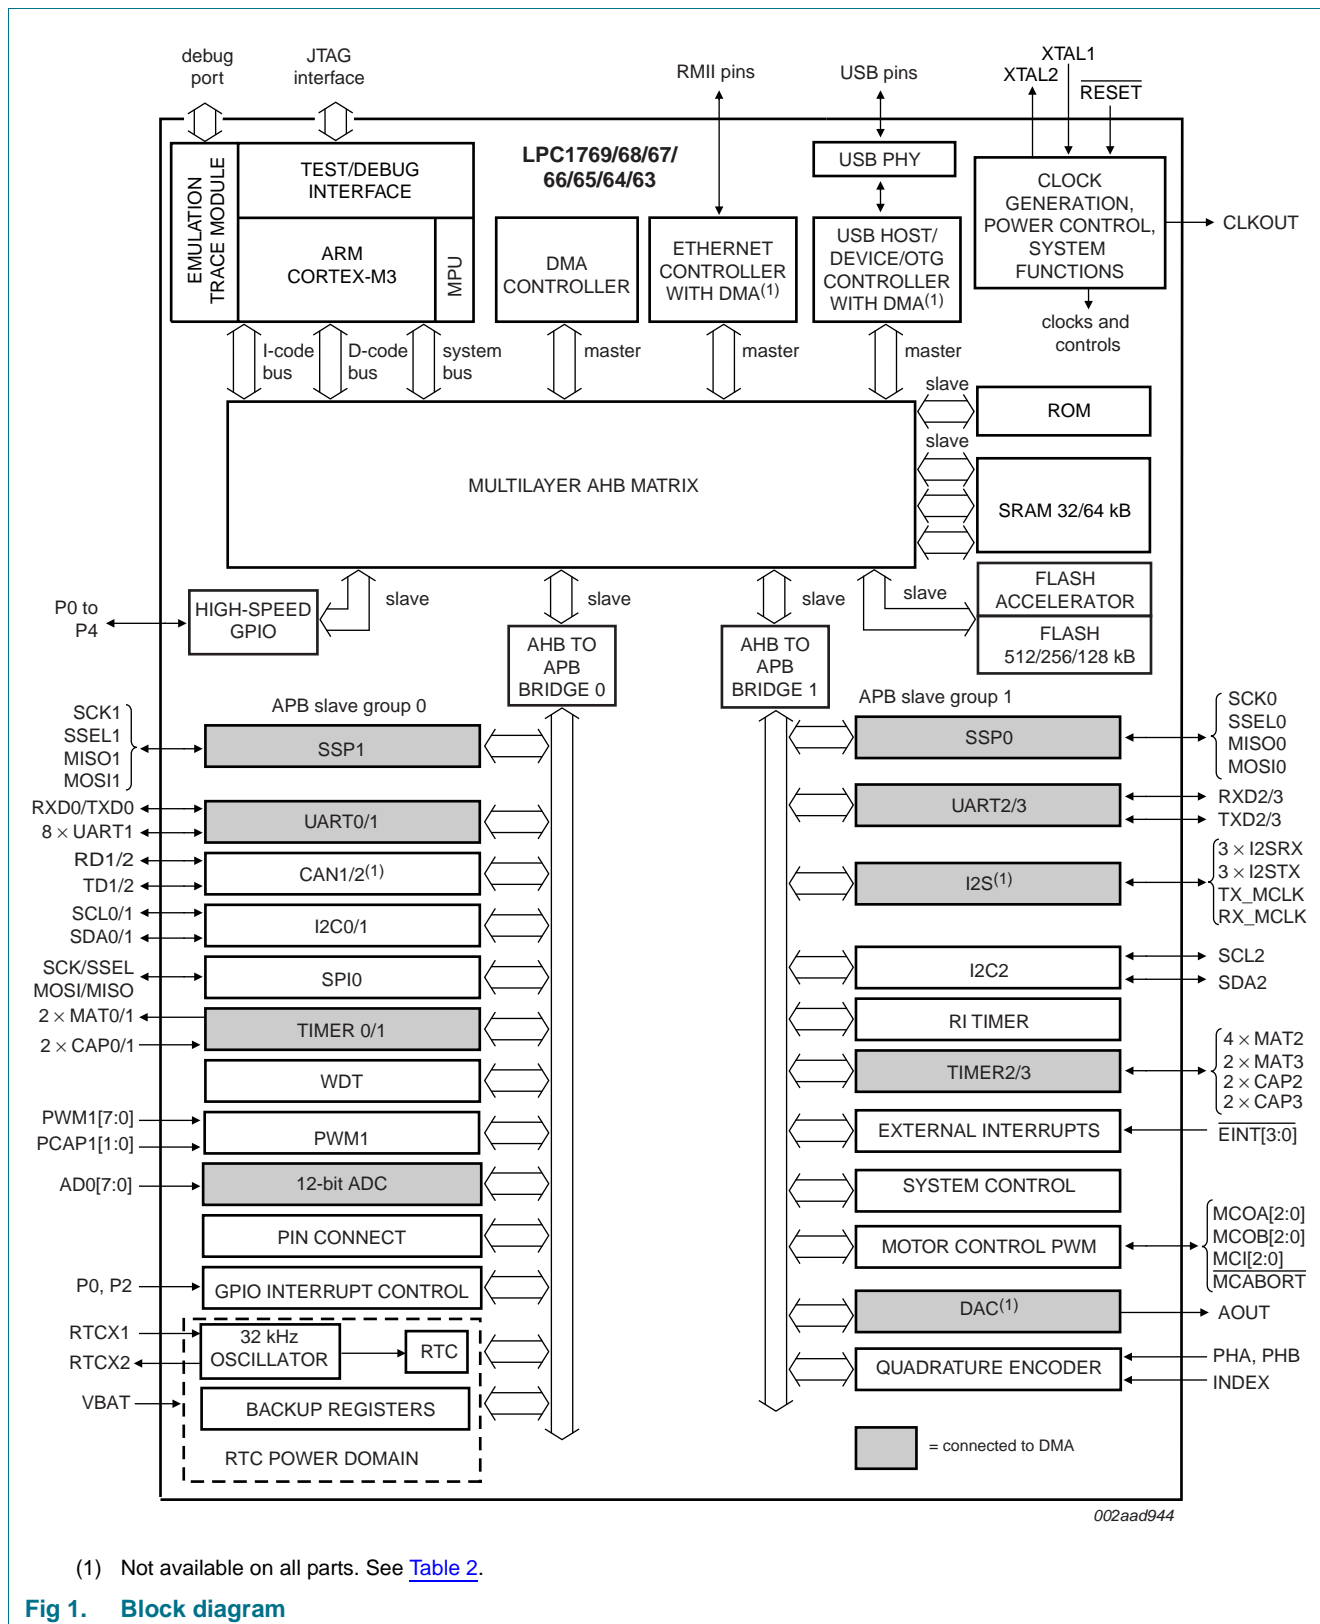 debug
port
JTAG
interface
RMII pins
USB pins
XTAL1
XTAL2
RESET
EMULATION
TRACE MODULE
TEST/DEBUG
INTERFACE
ARM
CORTEX-M3
MPU
LPC1769/68/67/
66/65/64/63
DMA
CONTROLLER
ETHERNET
CONTROLLER
WITH DMA(1)
USB PHY
USB HOST/
DEVICE/OTG
CONTROLLER
WITH DMA(1)
CLOCK
GENERATION,
POWER CONTROL,
SYSTEM
FUNCTIONS
CLKOUT
clocks and
controls
I-code
bus
D-code
bus
system
bus
master
master
master
MULTILAYER AHB MATRIX
slave
ROM
slave
SRAM 32/64 kB
P0 to
P4
HIGH-SPEED
GPIO
slave
slave
slave
slave
FLASH
ACCELERATOR
FLASH
512/256/128 kB
AHB TO
APB
BRIDGE 0
AHB TO
APB
BRIDGE 1
APB slave group 0
SCK1
SSEL1
MISO1
MOSI1
SSP1
RXD0/TXD0
8 × UART1
UART0/1
RD1/2
TD1/2
CAN1/2(1)
SCL0/1
SDA0/1
I2C0/1
SCK/SSEL
MOSI/MISO
SPI0
2 × MAT0/1
2 × CAP0/1
TIMER 0/1
WDT
PWM1[7:0]
PCAP1[1:0]
PWM1
AD0[7:0]
12-bit ADC
PIN CONNECT
P0, P2
GPIO INTERRUPT CONTROL
RTCX1
RTCX2
32 kHz
OSCILLATOR
RTC
VBAT
BACKUP REGISTERS
RTC POWER DOMAIN
APB slave group 1
SSP0
SCK0
SSEL0
MISO0
MOSI0
UART2/3
RXD2/3
TXD2/3
I2S(1)
3 × I2SRX
3 × I2STX
TX_MCLK
RX_MCLK
I2C2
SCL2
SDA2
RI TIMER
TIMER2/3
4 × MAT2
2 × MAT3
2 × CAP2
2 × CAP3
EXTERNAL INTERRUPTS
EINT[3:0]
SYSTEM CONTROL
MOTOR CONTROL PWM
MCOA[2:0]
MCOB[2:0]
MCI[2:0]
MCABORT
DAC(1)
AOUT
QUADRATURE ENCODER
PHA, PHB
INDEX
= connected to DMA
002aad944
(1) Not available on all parts. See Table 2.
Fig 1. Block diagram